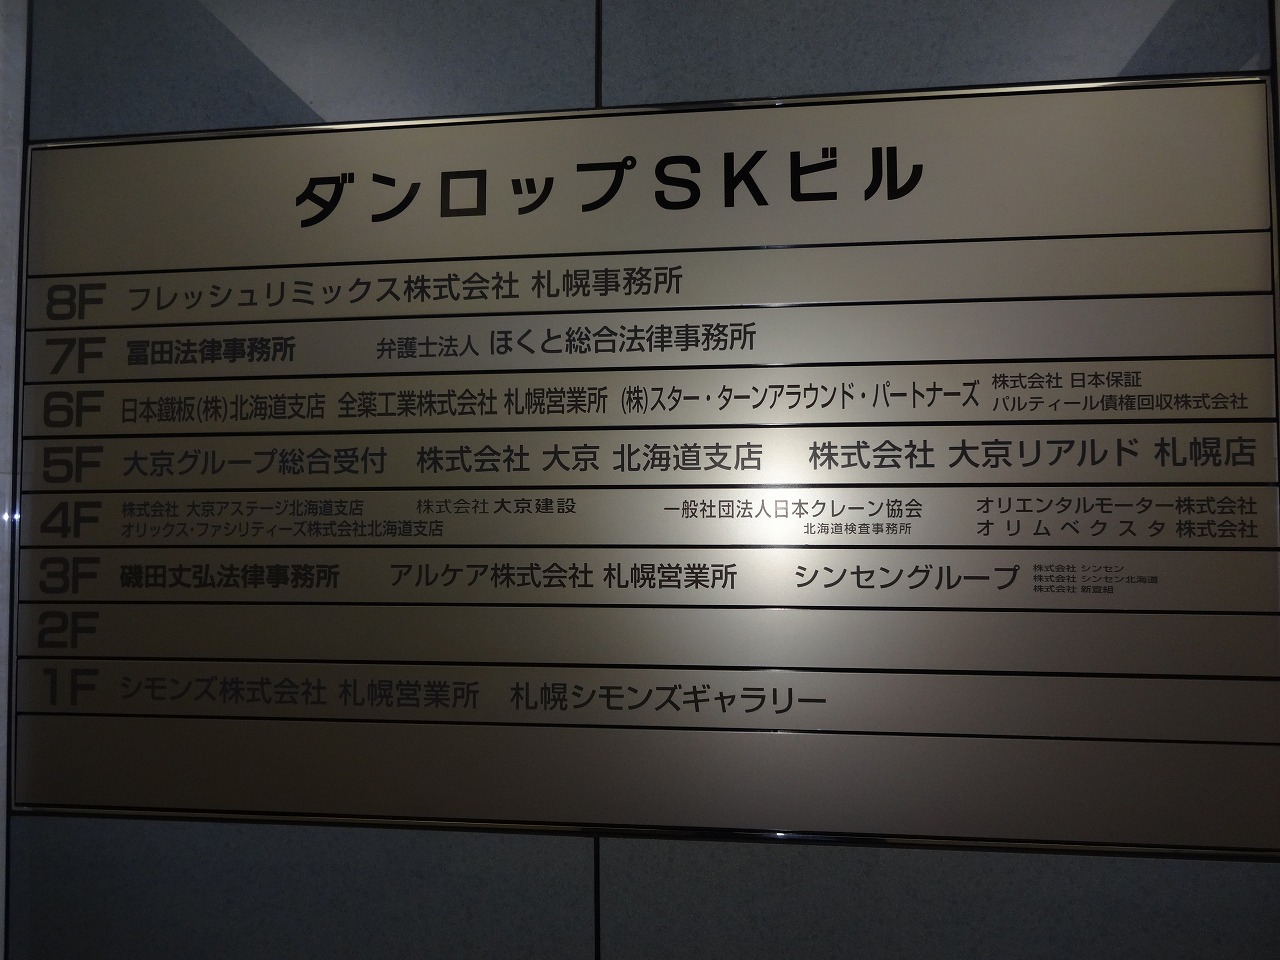 ダンロップSKビル
8F フレッシュリミックス株式会社 札幌事務所
7F 冨田法律事務所 弁護士法人 ほくと総合法律事務所
6F 日本鐵板(株)北海道支店 全薬工業株式会社 札幌営業所 (株)スター・ターンアラウンド・パートナーズ 株式会社 日本保証
パルティール債権回収株式会社
5F 大京グループ総合受付 株式会社 大京 北海道支店 株式会社 大京リアルド 札幌店
4F 株式会社 大京アステージ北海道支店 株式会社 大京建設 一般社団法人日本クレーン協会 オリエンタルモーター株式会社
オリックス・ファシリティーズ株式会社北海道支店 北海道検査事務所 オリムベクスタ 株式会社
3F 磯田丈弘法律事務所 アルケア株式会社 札幌営業所 シンセングループ 株式会社 シンセン
株式会社 シンセン北海道
株式会社 新宣組
2F
1F シモンズ株式会社 札幌営業所 札幌シモンズギャラリー